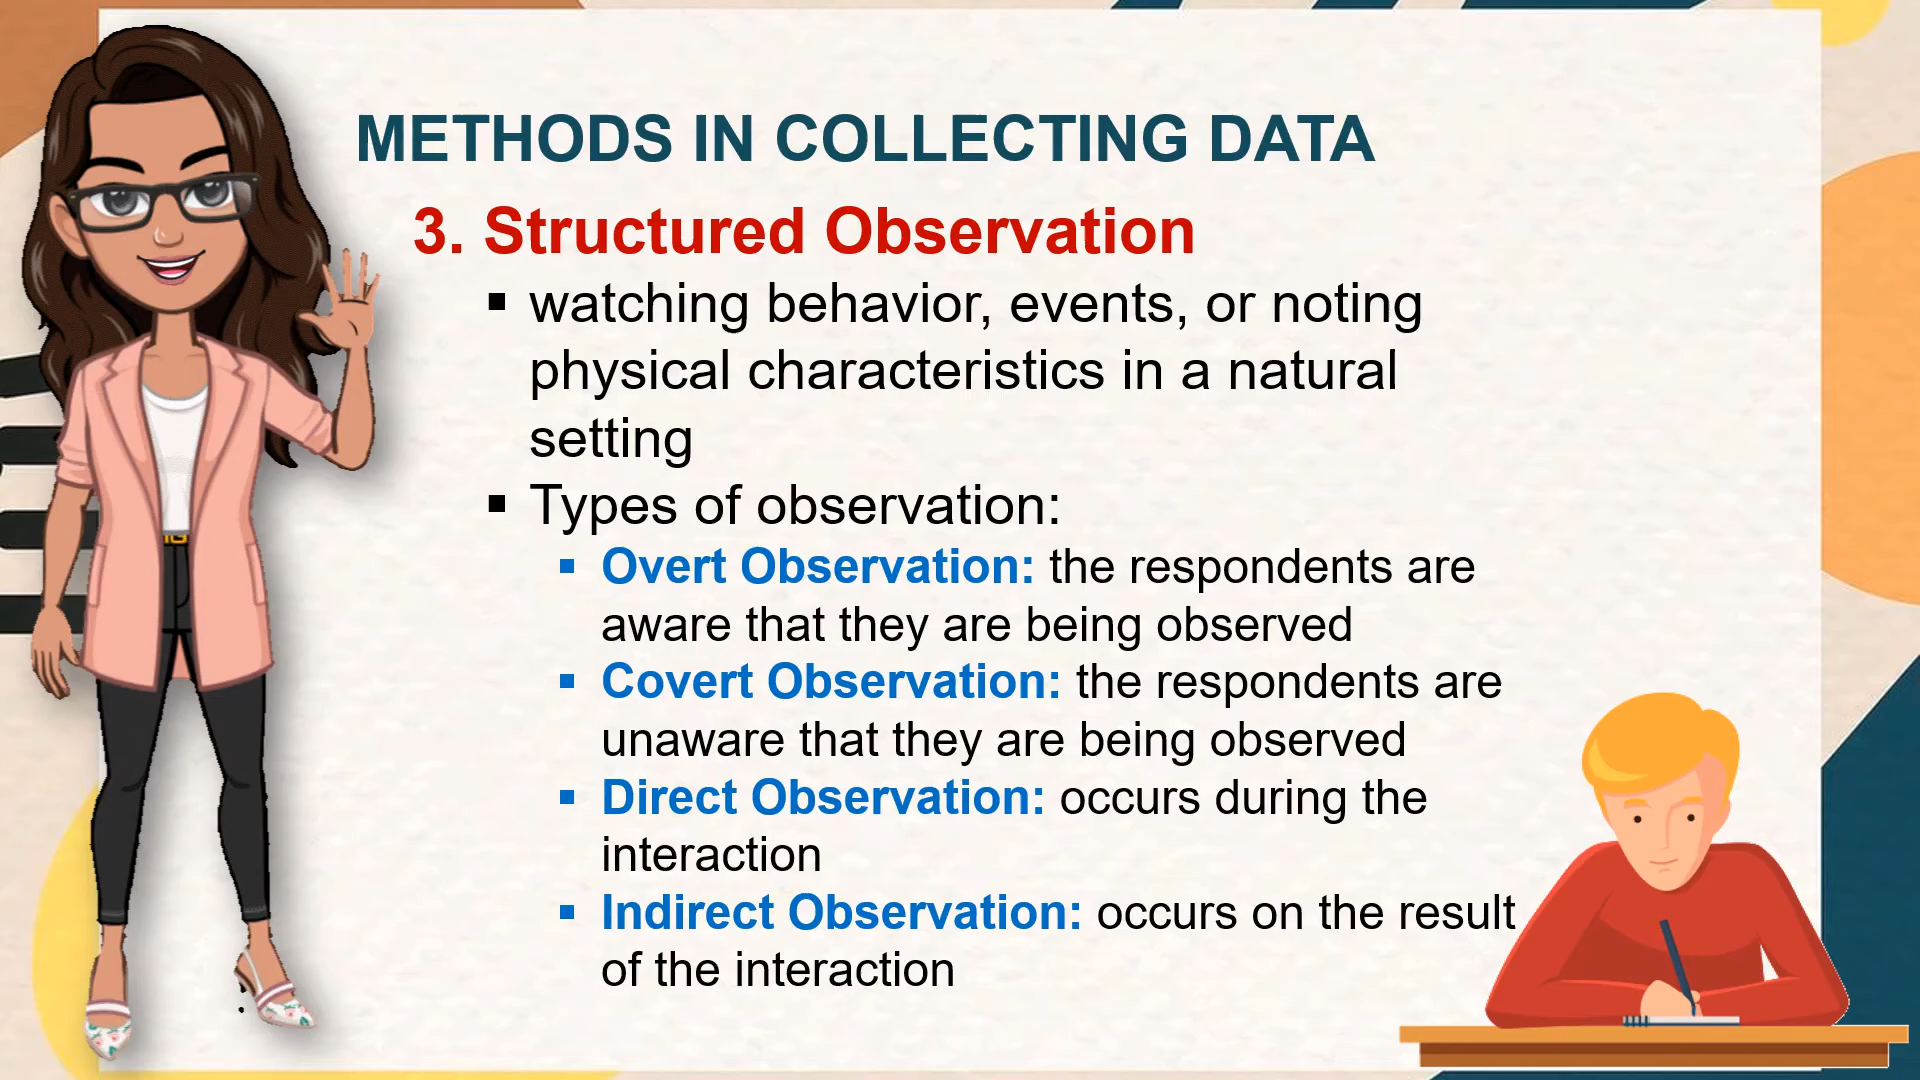 METHODS IN COLLECTING DATA
3. Structured Observation
▪ watching behavior, events, or noting
physical characteristics in a natural
setting
▪ Types of observation:
▪ Overt Observation: the respondents are
aware that they are being observed
▪ Covert Observation: the respondents are
unaware that they are being observed
▪ Direct Observation: occurs during the
interaction
▪ Indirect Observation: occurs on the result
of the interaction